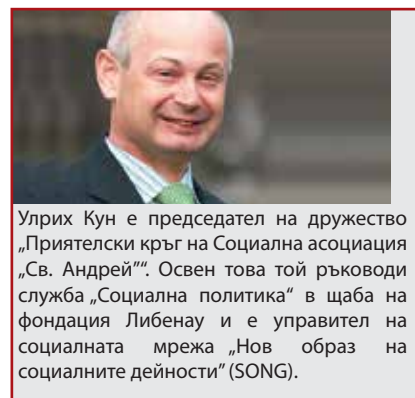 Улрих Кун е председател на дружество
„Приятелски кръг на Социална асоциация
„Св. Андрей”“. Освен това той ръководи
служба „Социална политика“ в щаба на
фондация Либенау и е управител на
социалната мрежа „Нов образ на
социалните дейности” (SONG).